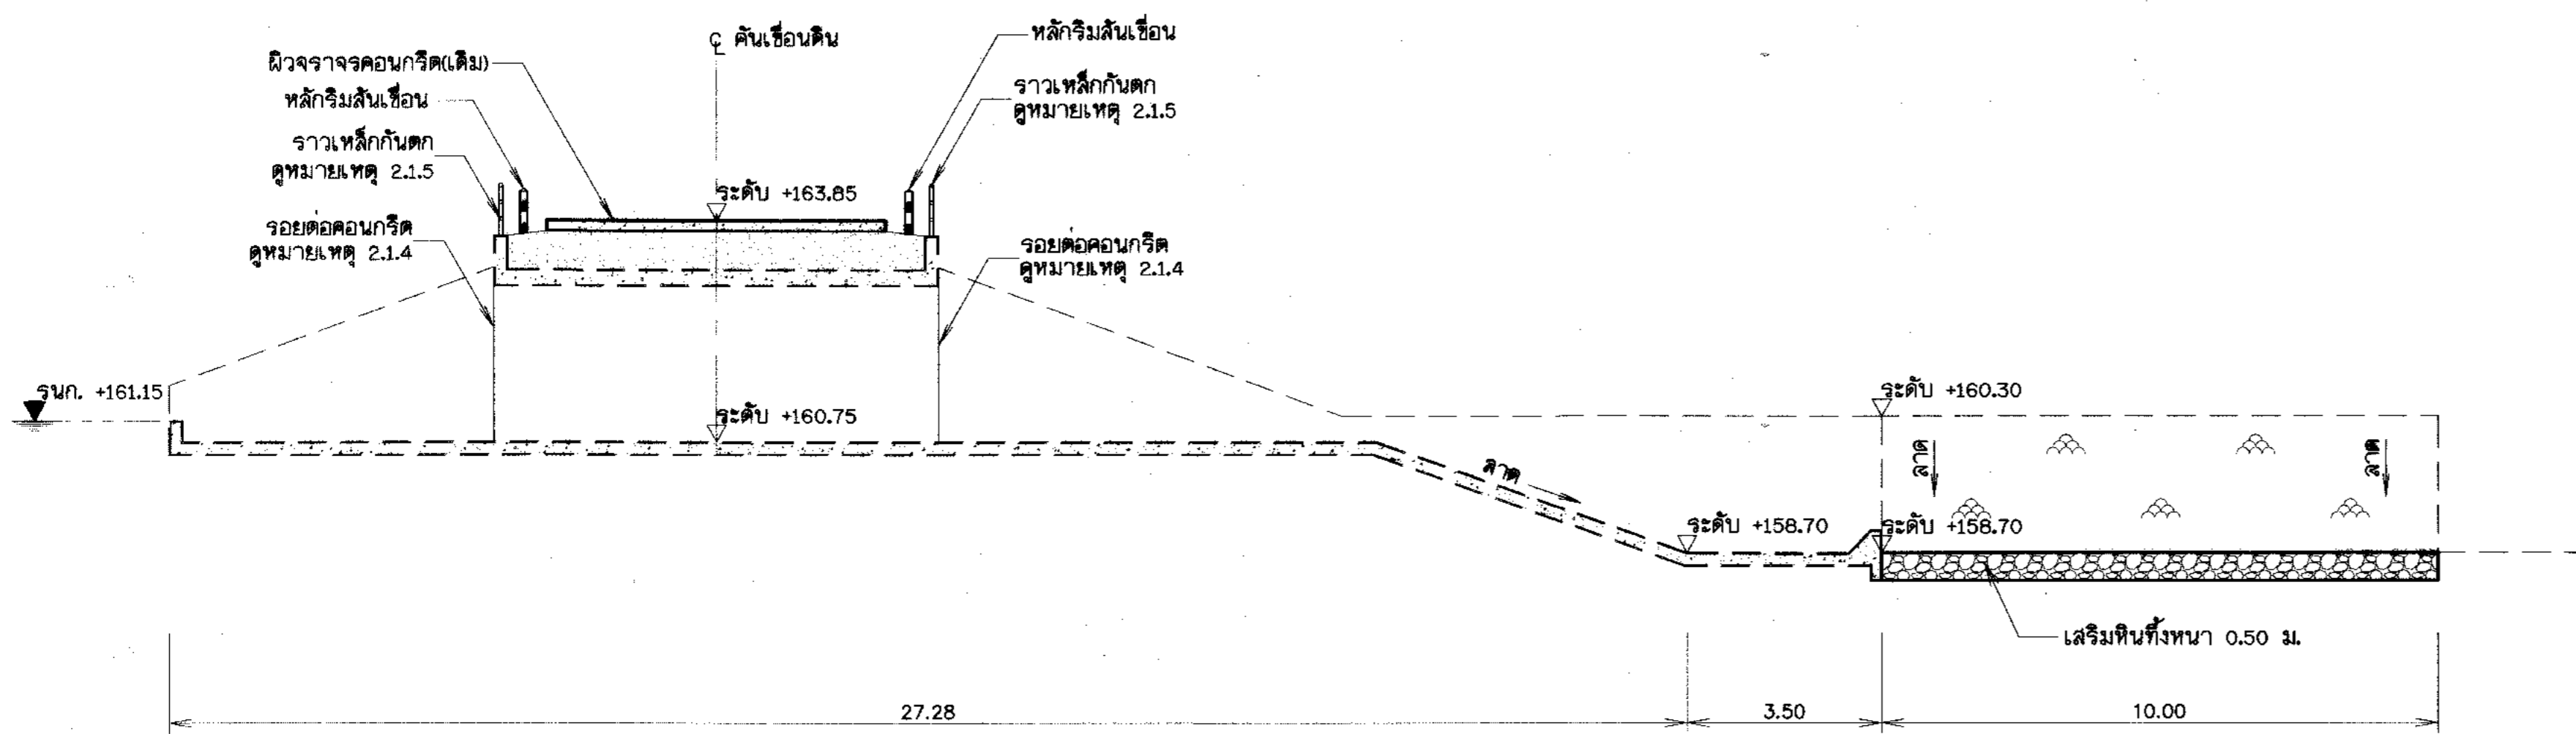 ℄ คันเขื่อนดิน
ผิวจราจรคอนกรีต(เดิม)
หลักริมสันเขื่อน
ราวเหล็กกันตก
ดูหมายเหตุ 2.1.5
รอยต่อคอนกรีต
ดูหมายเหตุ 2.1.4
หลักริมสันเขื่อน
ราวเหล็กกันตก
ดูหมายเหตุ 2.1.5
ระดับ +163.85
รอยต่อคอนกรีต
ดูหมายเหตุ 2.1.4
รนก. +161.15
ระดับ +160.75
ระดับ +160.30
ลาด
ลาด
ลาด
ระดับ +158.70
ระดับ +158.70
เสริมหินทิ้งหนา 0.50 ม.
27.28
3.50
10.00